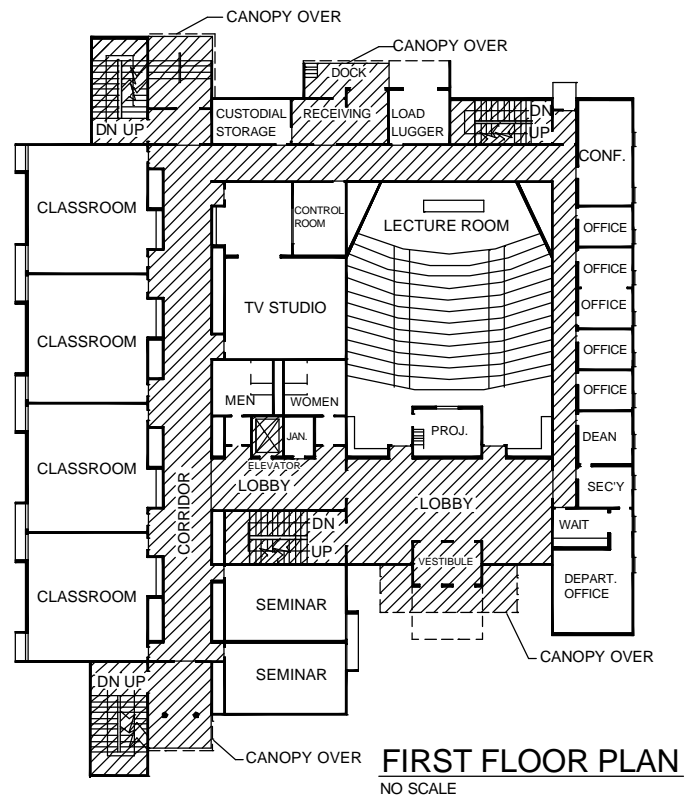 CANOPY OVER
CANOPY OVER
DOCK
DN UP
CUSTODIAL
STORAGE
RECEIVING
LOAD
LUGGER
DN
UP
CONF.
CLASSROOM
CONTROL
ROOM
LECTURE ROOM
OFFICE
OFFICE
TV STUDIO
OFFICE
CLASSROOM
OFFICE
OFFICE
MEN
WOMEN
PROJ.
JAN.
DEAN
CLASSROOM
ELEVATOR
LOBBY
LOBBY
SEC'Y
CORRIDOR
DN
UP
WAIT
VESTIBULE
DEPART.
OFFICE
CLASSROOM
SEMINAR
CANOPY OVER
SEMINAR
DN UP
CANOPY OVER
FIRST FLOOR PLAN
NO SCALE